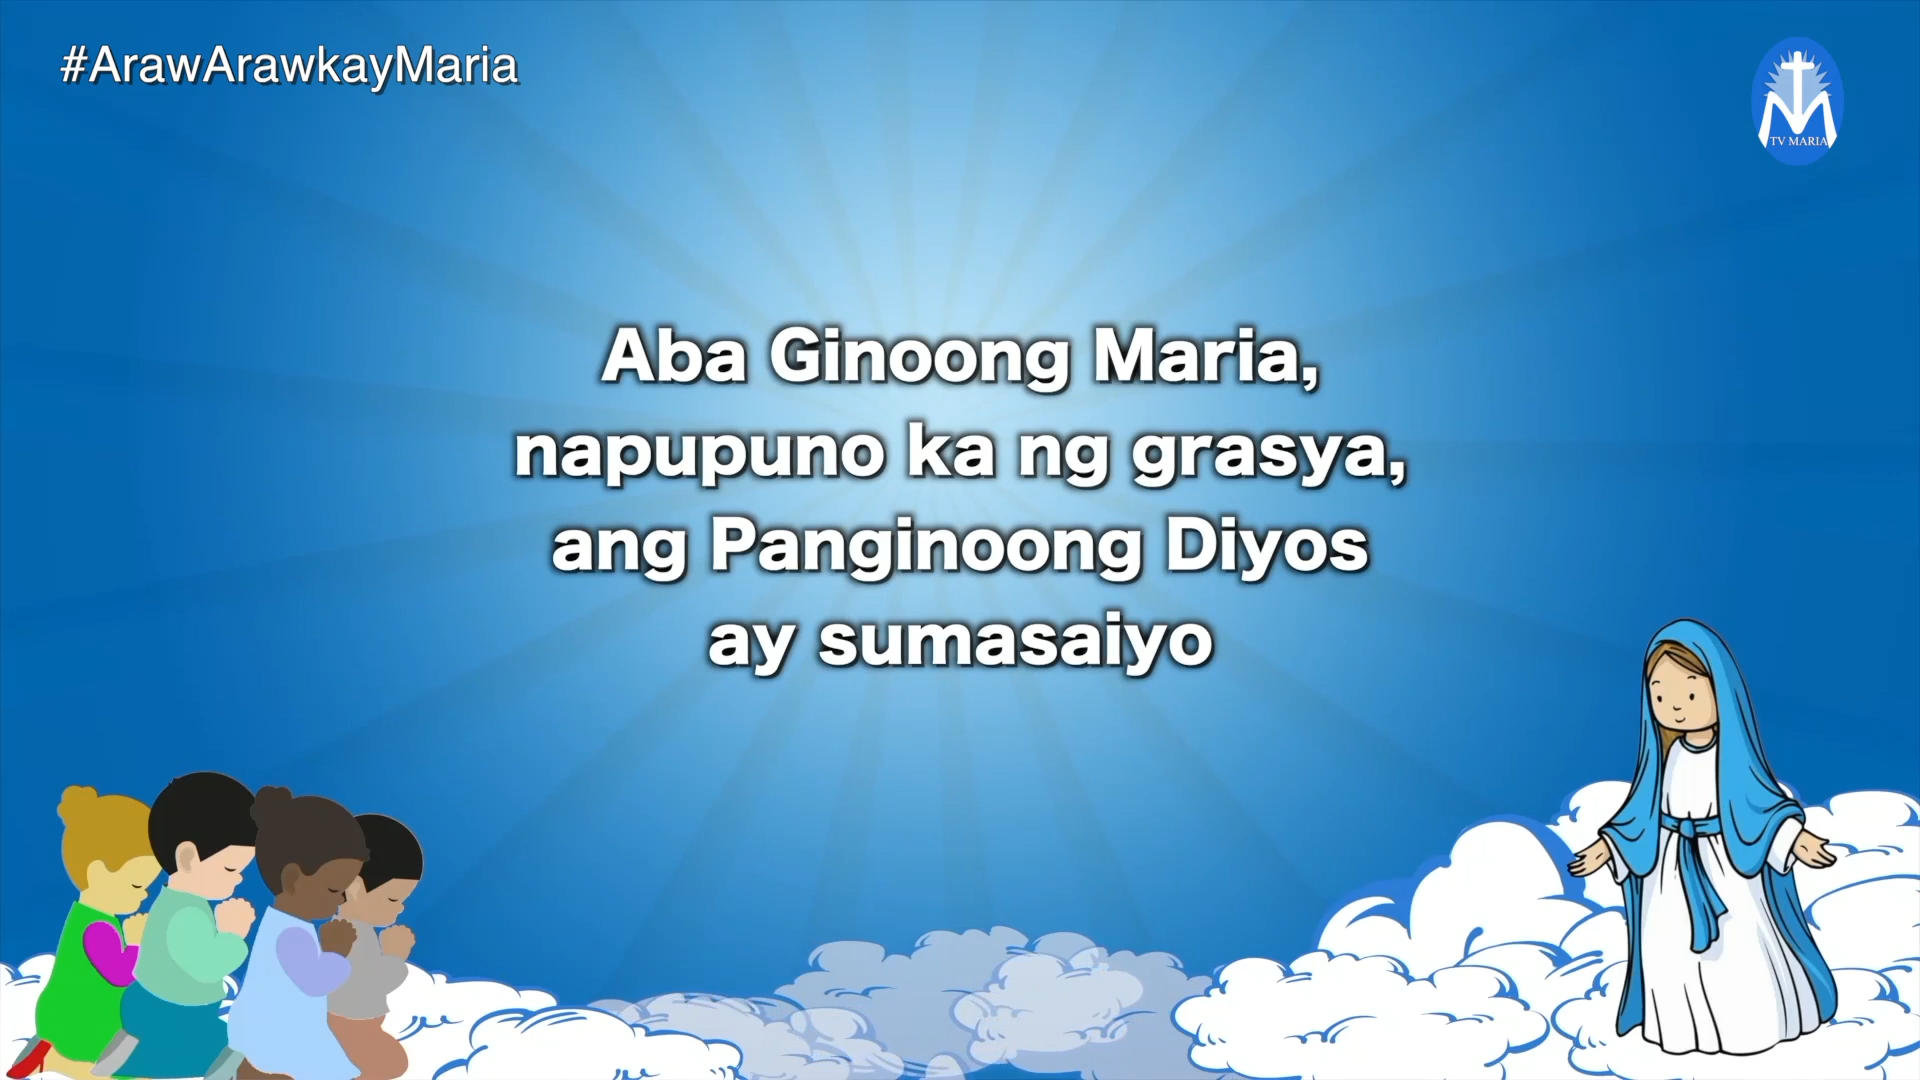 #ArawArawkayMaria
TV MARIA
Aba Ginoong Maria,
napupuno ka ng grasya,
ang Panginoong Diyos
ay sumasaiyo